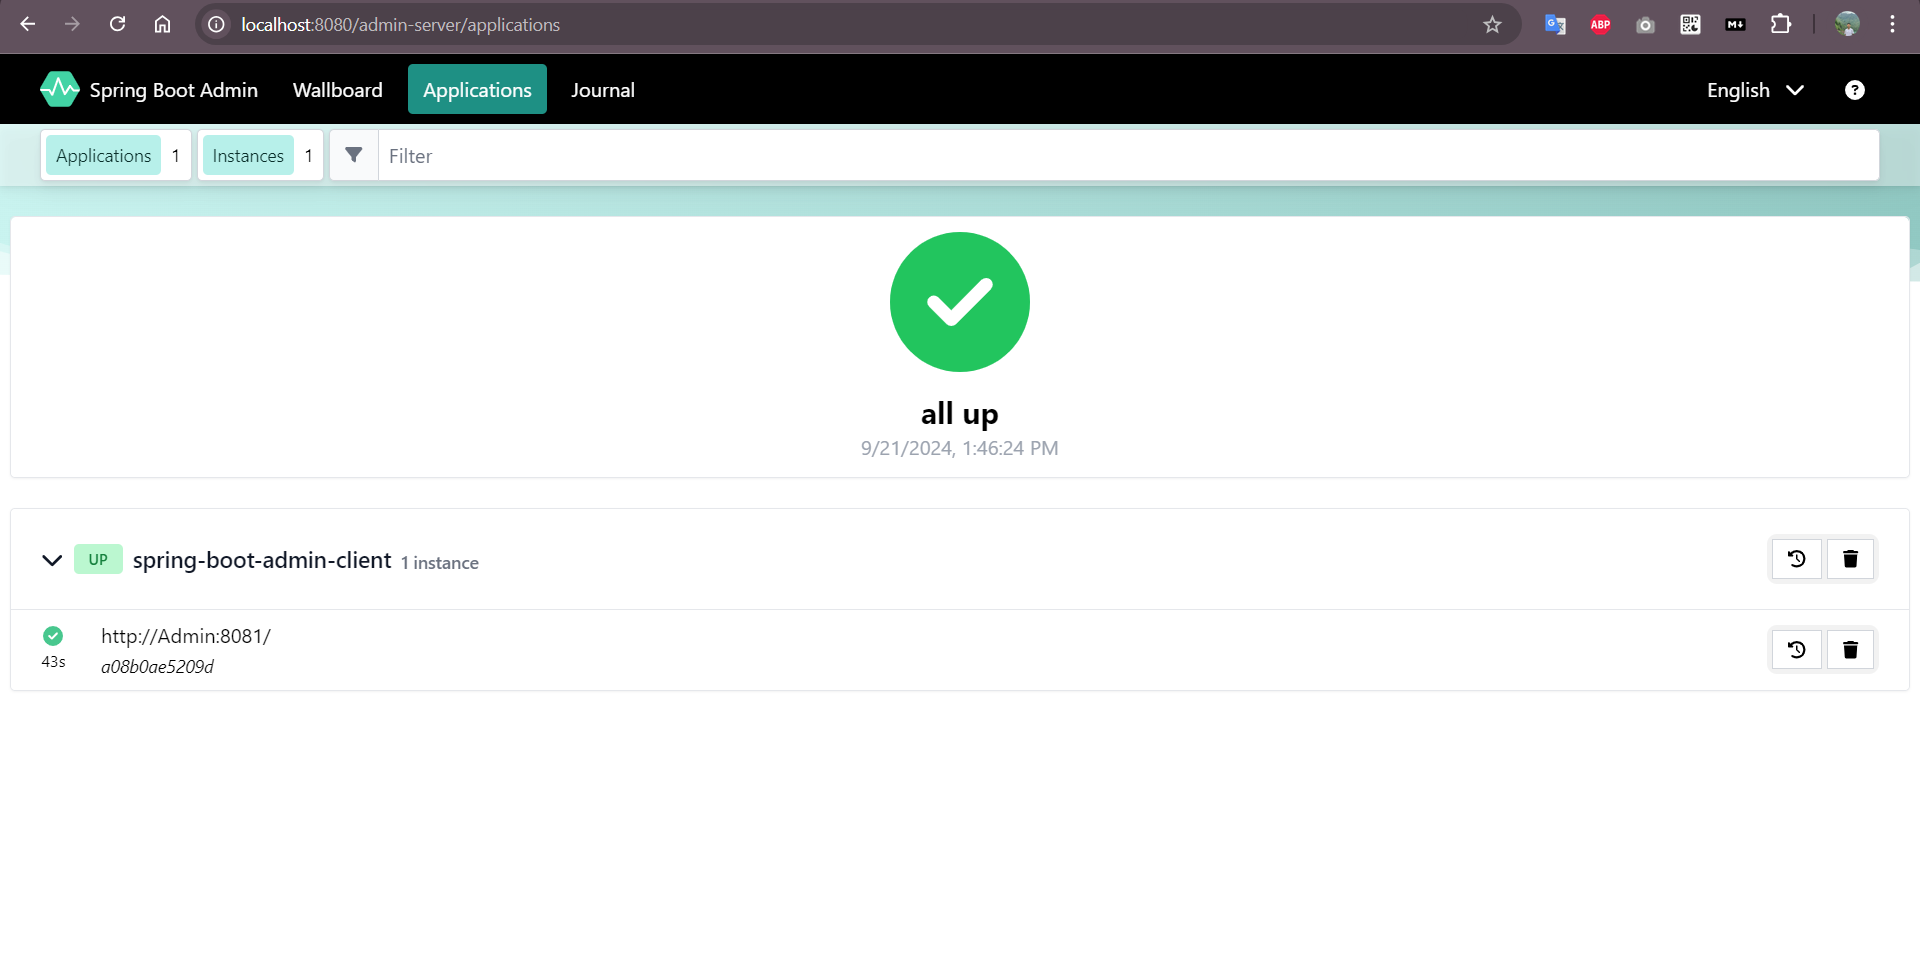 localhost:8080/admin-server/applications
ABP
G
M
Spring Boot Admin Wallboard Applications Journal English ?
Applications 1 Instances 1 Filter
all up
9/21/2024, 1:46:24 PM
UP spring-boot-admin-client 1 instance
http://Admin:8081/
43s a08b0ae5209d